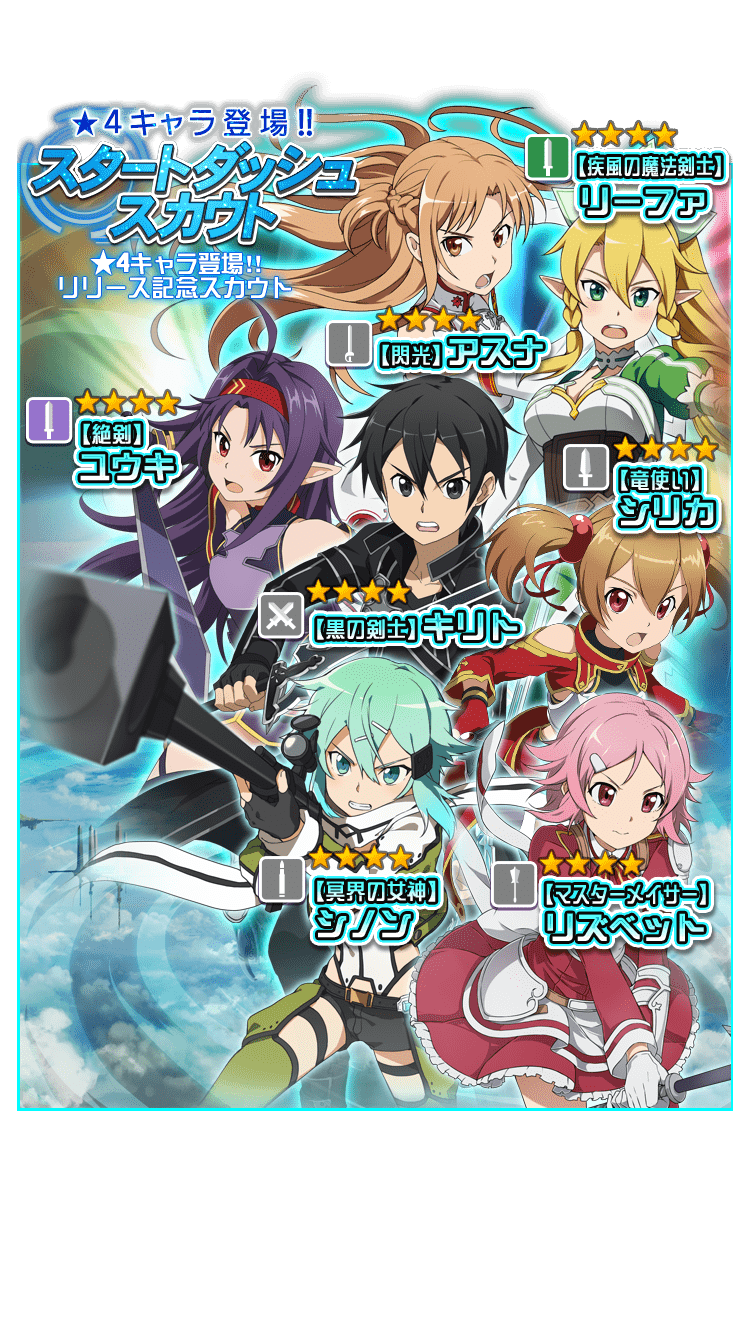 ★4キャラ登場!!
スタートダッシュ
スカウト
★4キャラ登場!!
リリース記念スカウト
★★★★
【疾風の魔法剣士】
リーファ
★★★★
【閃光】アスナ
★★★★
【絶剣】
ユウキ
★★★★
【竜使い】
シリカ
★★★★
【黒の剣士】キリト
★★★★
【冥界の女神】
シノン
★★★★
【マスターメイサー】
リズベット